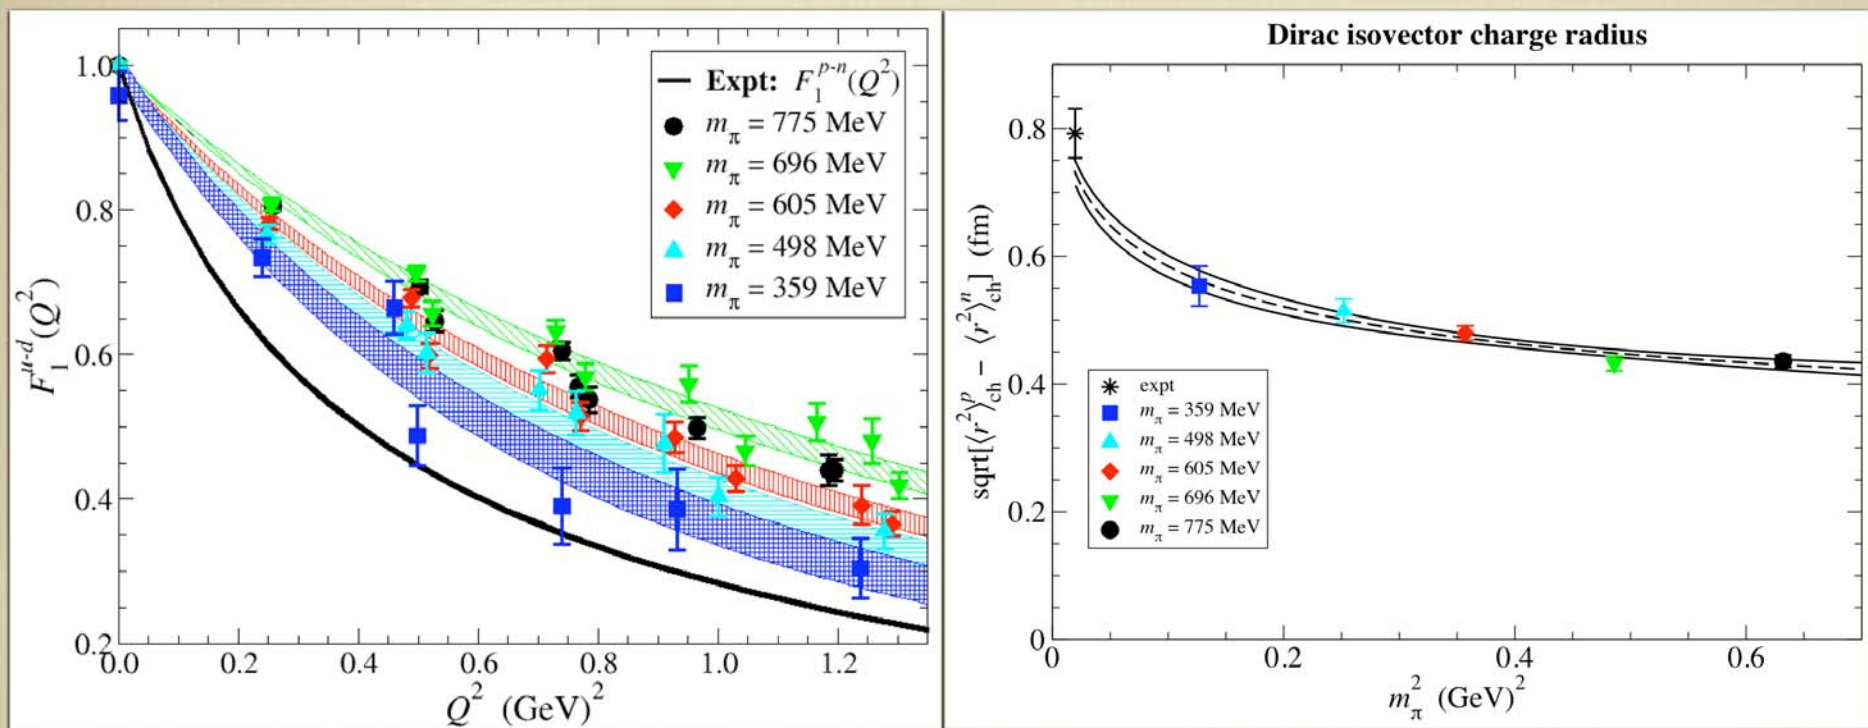 1.0
0.8
0.6
0.4
0.2
0.0 0.2 0.4 0.6 0.8 1.0 1.2
F₁ᵘ⁻ᵈ(Q²)
Q² (GeV)²
Expt: F₁ᵖ⁻ⁿ(Q²)
mπ = 775 MeV
mπ = 696 MeV
mπ = 605 MeV
mπ = 498 MeV
mπ = 359 MeV
Dirac isovector charge radius
0.8
0.6
0.4
0.2
0
0 0.2 0.4 0.6
sqrt[⟨r²⟩ᵖch − ⟨r²⟩ⁿch] (fm)
mπ² (GeV)²
expt
mπ = 359 MeV
mπ = 498 MeV
mπ = 605 MeV
mπ = 696 MeV
mπ = 775 MeV